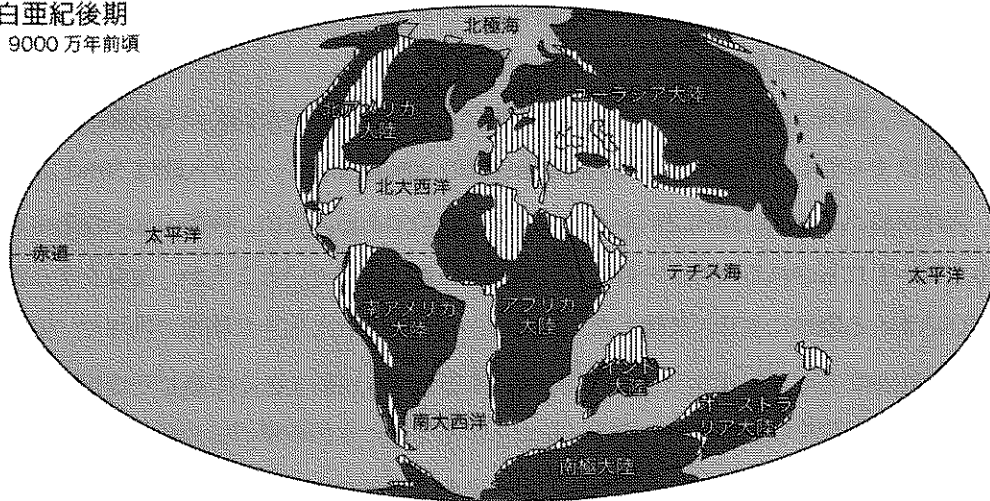 白亜紀後期
9000 万年前頃
北極海
北アメリカ
大陸
ユーラシア大陸
北大西洋
太平洋
赤道
テチス海
太平洋
南アメリカ
大陸
アフリカ
大陸
インド
大陸
オーストラ
リア大陸
南大西洋
南極大陸